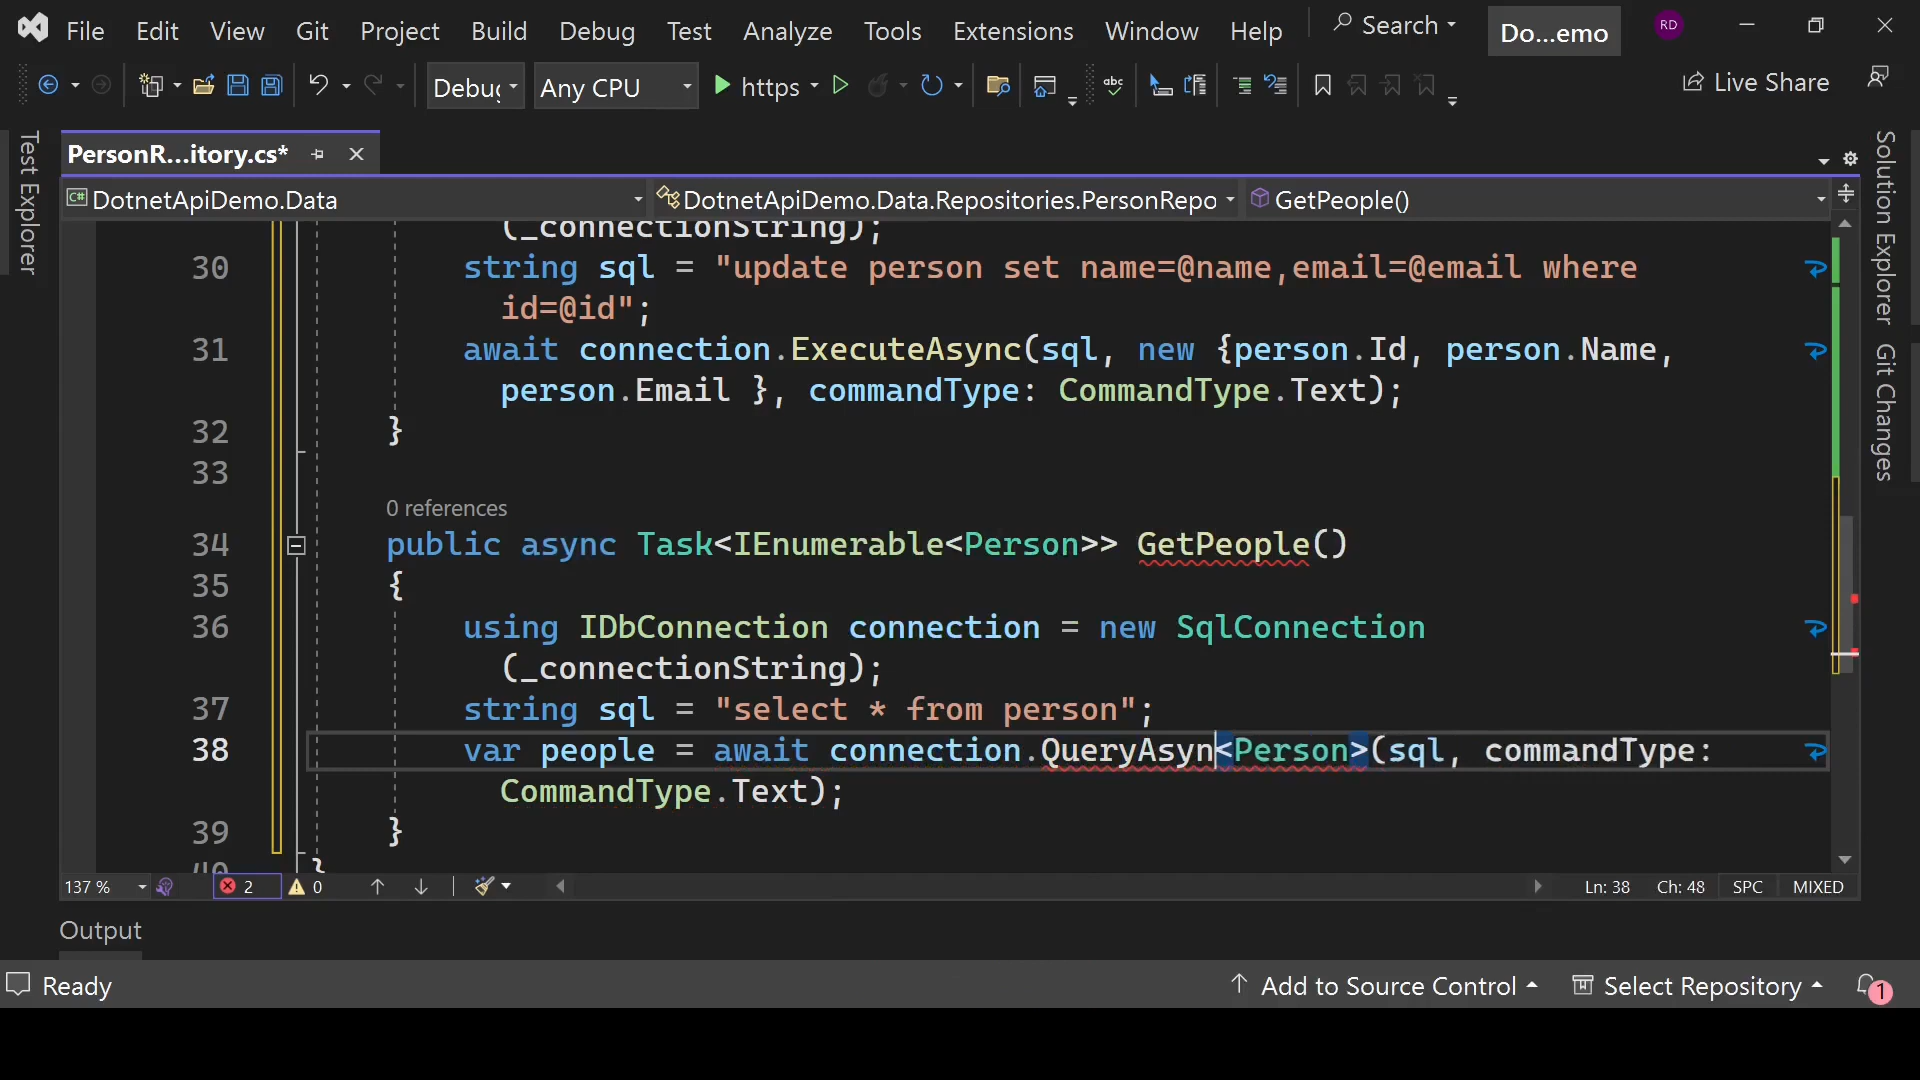 File Edit View Git Project Build Debug Test Analyze Tools Extensions Window Help Search Do...emo RD
Debug Any CPU https Live Share
Test Explorer
PersonR...itory.cs*
DotnetApiDemo.Data DotnetApiDemo.Data.Repositories.PersonRepo GetPeople()
(_connectionString);
30 string sql = "update person set name=@name,email=@email where
id=@id";
31 await connection.ExecuteAsync(sql, new {person.Id, person.Name,
person.Email }, commandType: CommandType.Text);
32 }
33
0 references
34 public async Task<IEnumerable<Person>> GetPeople()
35 {
36 using IDbConnection connection = new SqlConnection
(_connectionString);
37 string sql = "select * from person";
38 var people = await connection.QueryAsyn<Person>(sql, commandType:
CommandType.Text);
39 }
40 }
Solution Explorer
Git Changes
137 % 2 0 Ln: 38 Ch: 48 SPC MIXED
Output
Ready Add to Source Control Select Repository 1